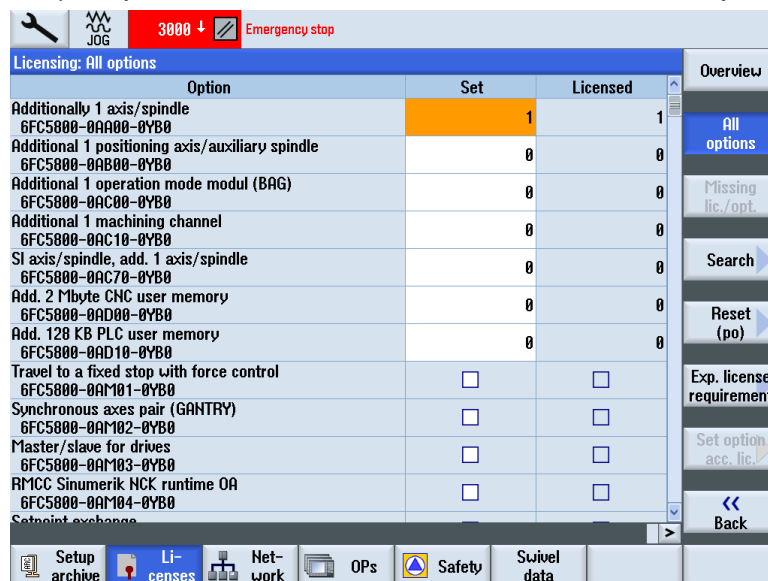 JOG
3000 ↓ Emergency stop
Licensing: All options
Option Set Licensed
Additionally 1 axis/spindle
6FC5800-0AA00-0YB0 1 1
Additional 1 positioning axis/auxiliary spindle
6FC5800-0AB00-0YB0 0 0
Additional 1 operation mode modul (BAG)
6FC5800-0AC00-0YB0 0 0
Additional 1 machining channel
6FC5800-0AC10-0YB0 0 0
SI axis/spindle, add. 1 axis/spindle
6FC5800-0AC70-0YB0 0 0
Add. 2 Mbyte CNC user memory
6FC5800-0AD00-0YB0 0 0
Add. 128 KB PLC user memory
6FC5800-0AD10-0YB0 0 0
Travel to a fixed stop with force control
6FC5800-0AM01-0YB0
Synchronous axes pair (GANTRY)
6FC5800-0AM02-0YB0
Master/slave for drives
6FC5800-0AM03-0YB0
RMCC Sinumerik NCK runtime OA
6FC5800-0AM04-0YB0
Setpoint exchange
Overview
All
options
Missing
lic./opt.
Search
Reset
(po)
Exp. license
requiremen
Set option
acc. lic.
<<
Back
>
Setup
archive
Li-
censes
Net-
work
OPs
Safety
Swivel
data